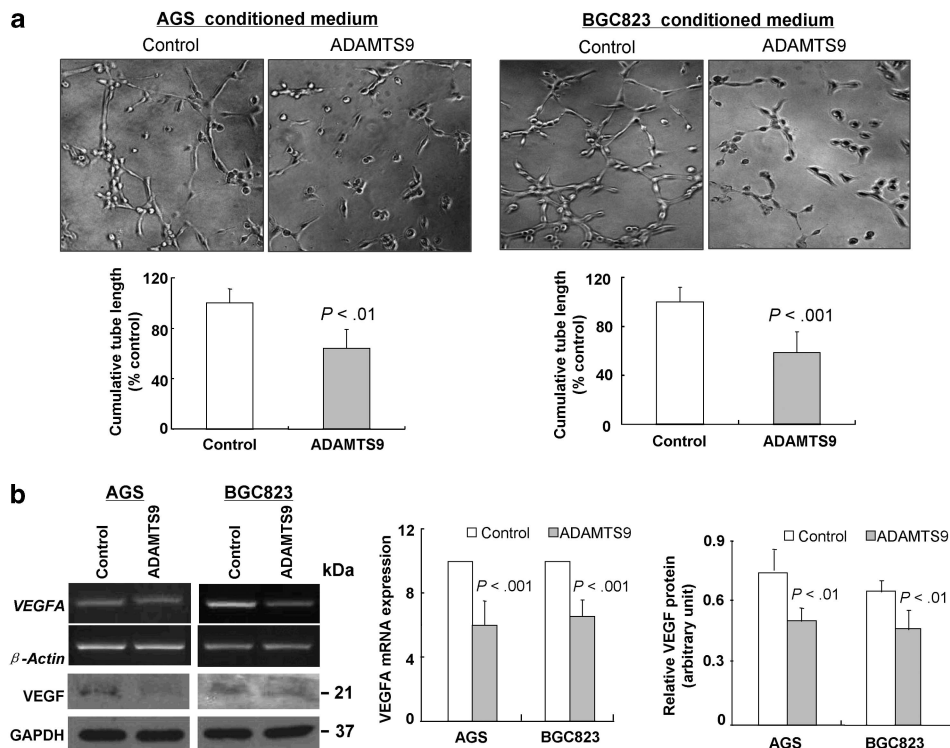 a
AGS conditioned medium
Control
ADAMTS9
BGC823 conditioned medium
Control
ADAMTS9
Cumulative tube length
(% control)
120
80
40
0
P < .01
Control
ADAMTS9
Cumulative tube length
(% control)
120
80
40
0
P < .001
Control
ADAMTS9
b
AGS
BGC823
Control
ADAMTS9
Control
ADAMTS9
kDa
VEGFA
β-Actin
VEGF
– 21
GAPDH
– 37
VEGFA mRNA expression
12
9
6
3
0
Control
ADAMTS9
P < .001
P < .001
AGS
BGC823
Relative VEGF protein
(arbitrary unit)
0.9
0.6
0.3
0
Control
ADAMTS9
P < .01
P < .01
AGS
BGC823